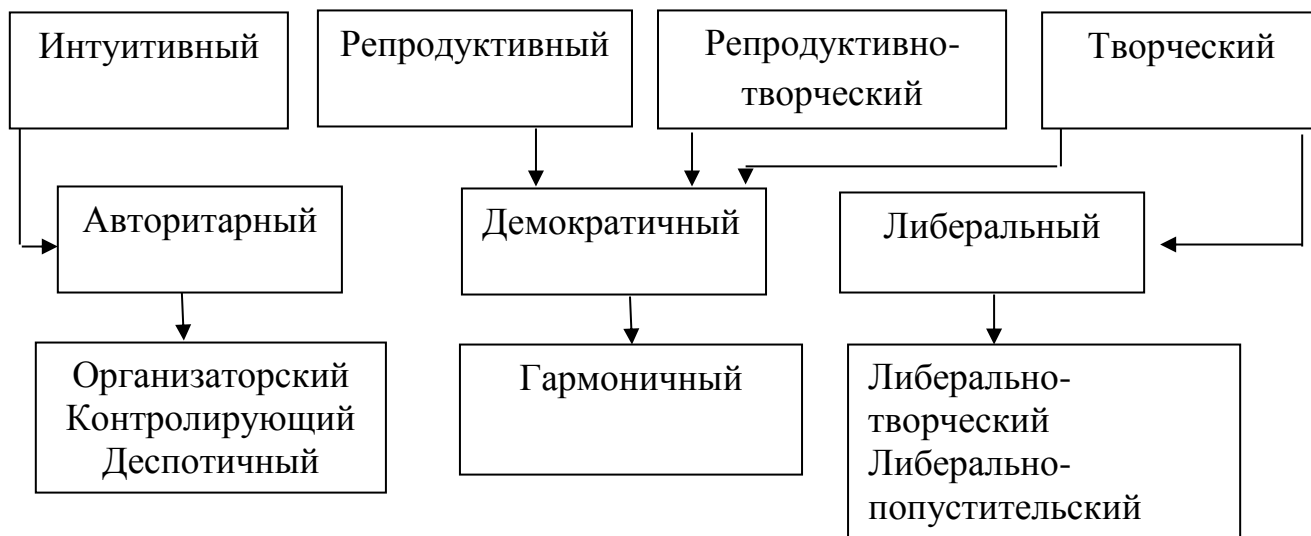 Интуитивный
Репродуктивный
Репродуктивно-
творческий
Творческий
Авторитарный
Демократичный
Либеральный
Организаторский
Контролирующий
Деспотичный
Гармоничный
Либерально-
творческий
Либерально-
попустительский